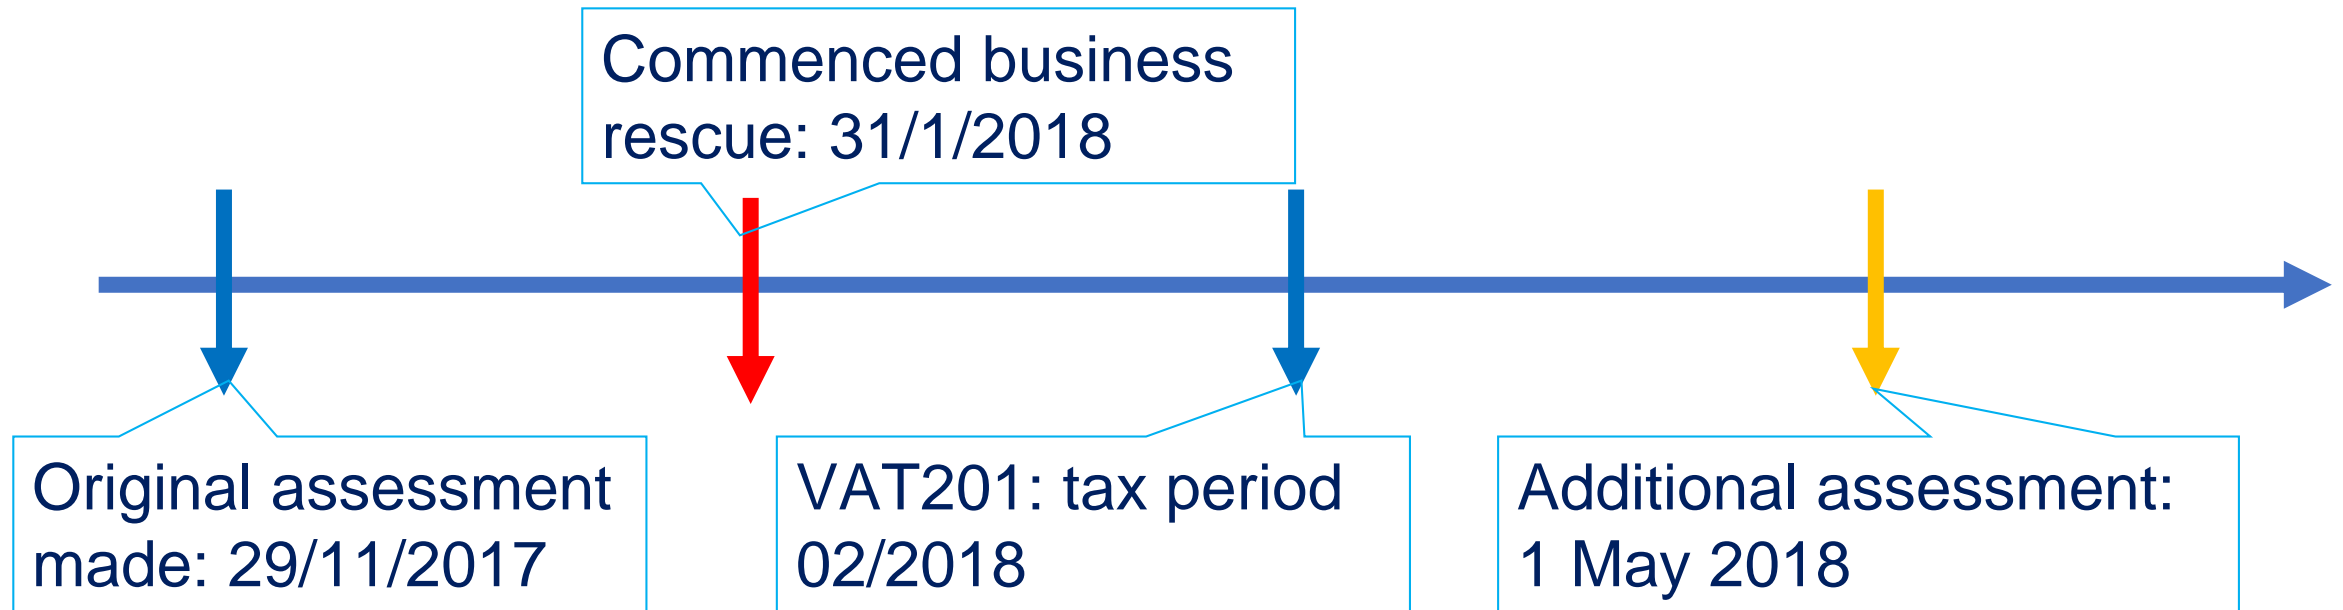 Commenced business
rescue: 31/1/2018
Original assessment
made: 29/11/2017
VAT201: tax period
02/2018
Additional assessment:
1 May 2018